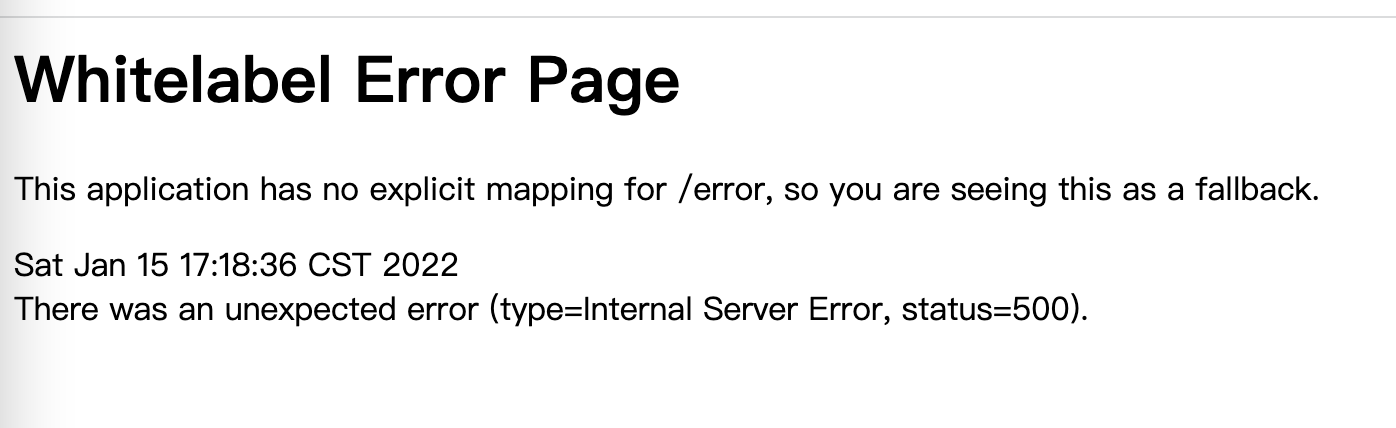 Whitelabel Error Page
This application has no explicit mapping for /error, so you are seeing this as a fallback.
Sat Jan 15 17:18:36 CST 2022
There was an unexpected error (type=Internal Server Error, status=500).